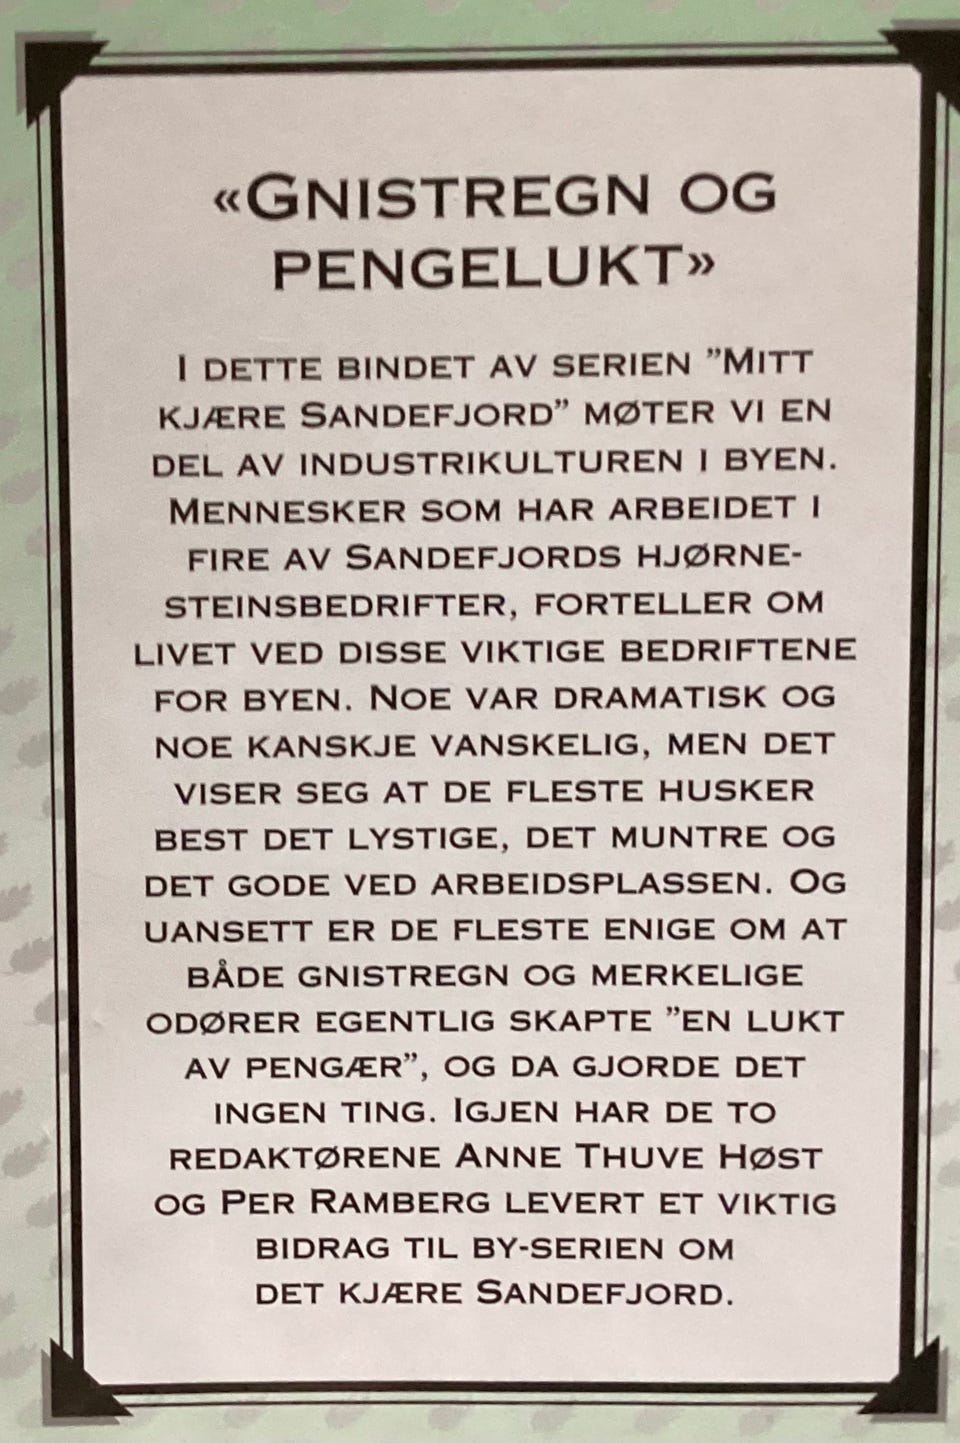 «Gnistregn og
pengelukt»
I dette bindet av serien ”Mitt
kjære Sandefjord” møter vi en
del av industrikulturen i byen.
Mennesker som har arbeidet i
fire av Sandefjords hjørne-
steinsbedrifter, forteller om
livet ved disse viktige bedriftene
for byen. Noe var dramatisk og
noe kanskje vanskelig, men det
viser seg at de fleste husker
best det lystige, det muntre og
det gode ved arbeidsplassen. Og
uansett er de fleste enige om at
både gnistregn og merkelige
odører egentlig skapte ”en lukt
av pengær”, og da gjorde det
ingen ting. Igjen har de to
redaktørene Anne Thuve Høst
og Per Ramberg levert et viktig
bidrag til by-serien om
det kjære Sandefjord.